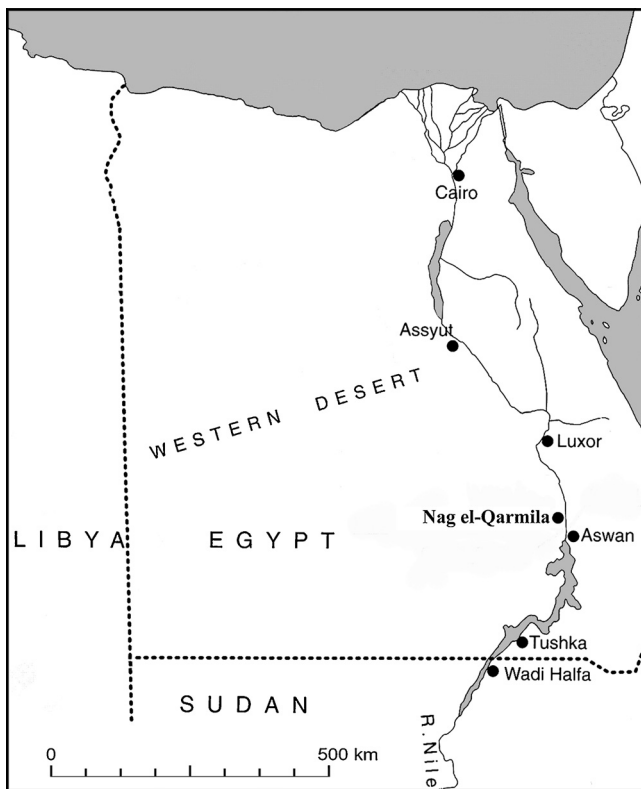 Cairo
Assyut
WESTERN DESERT
Luxor
Nag el-Qarmila
LIBYA
EGYPT
Aswan
Tushka
Wadi Halfa
SUDAN
R. Nile
0
500 km